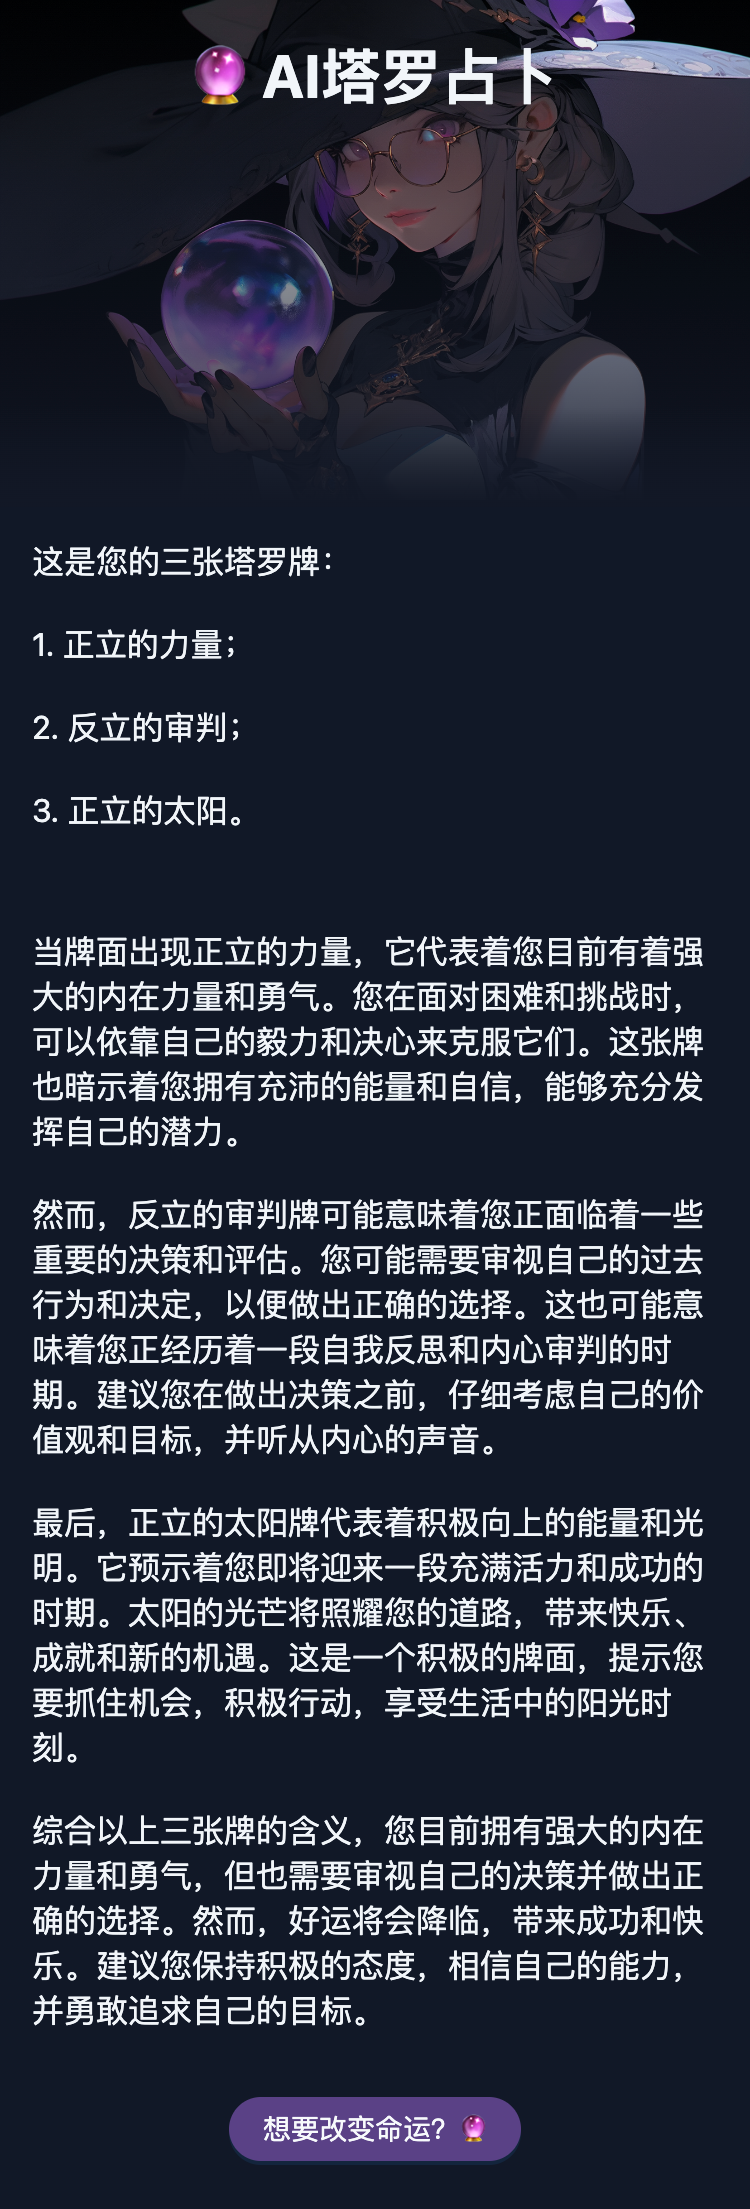 🔮 AI塔罗占卜
这是您的三张塔罗牌：
1. 正立的力量；
2. 反立的审判；
3. 正立的太阳。
当牌面出现正立的力量，它代表着您目前有着强
大的内在力量和勇气。您在面对困难和挑战时，
可以依靠自己的毅力和决心来克服它们。这张牌
也暗示着您拥有充沛的能量和自信，能够充分发
挥自己的潜力。
然而，反立的审判牌可能意味着您正面临着一些
重要的决策和评估。您可能需要审视自己的过去
行为和决定，以便做出正确的选择。这也可能意
味着您正经历着一段自我反思和内心审判的时
期。建议您在做出决策之前，仔细考虑自己的价
值观和目标，并听从内心的声音。
最后，正立的太阳牌代表着积极向上的能量和光
明。它预示着您即将迎来一段充满活力和成功的
时期。太阳的光芒将照耀您的道路，带来快乐、
成就和新的机遇。这是一个积极的牌面，提示您
要抓住机会，积极行动，享受生活中的阳光时
刻。
综合以上三张牌的含义，您目前拥有强大的内在
力量和勇气，但也需要审视自己的决策并做出正
确的选择。然而，好运将会降临，带来成功和快
乐。建议您保持积极的态度，相信自己的能力，
并勇敢追求自己的目标。
想要改变命运？🔮